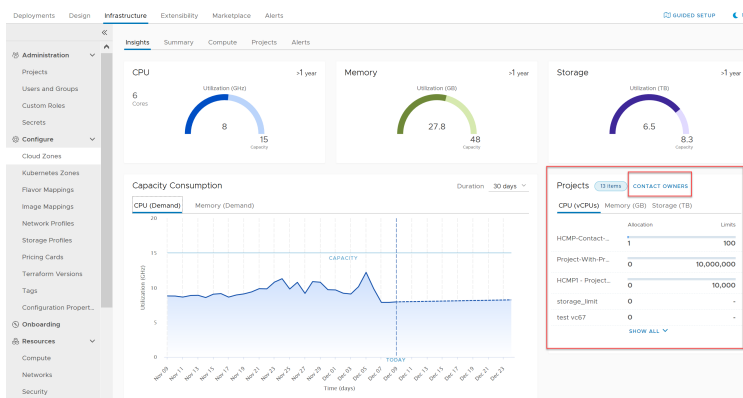 Deployments Design Infrastructure Extensibility Marketplace Alerts GUIDED SETUP
Insights Summary Compute Projects Alerts
Administration
Projects
Users and Groups
Custom Roles
Secrets
Configure
Cloud Zones
Kubernetes Zones
Flavor Mappings
Image Mappings
Network Profiles
Storage Profiles
Pricing Cards
Terraform Versions
Tags
Configuration Propert...
Onboarding
Resources
Compute
Networks
Security
CPU >1 year
6
Cores
Utilization (GHz)
8
15
Capacity
Memory >1 year
Utilization (GB)
27.8
48
Capacity
Storage >1 year
Utilization (TB)
6.5
8.3
Capacity
Capacity Consumption Duration 30 days
CPU (Demand) Memory (Demand)
Utilization (GHz)
20
15
10
5
0
CAPACITY
TODAY
Nov 09 Nov 11 Nov 13 Nov 15 Nov 17 Nov 19 Nov 21 Nov 23 Nov 25 Nov 27 Nov 29 Dec 01 Dec 03 Dec 05 Dec 07 Dec 09 Dec 11 Dec 13 Dec 15 Dec 17 Dec 19 Dec 21 Dec 23
Time (days)
Projects 13 items CONTACT OWNERS
CPU (vCPUs) Memory (GB) Storage (TB)
Allocation Limits
HCMP-Contact-... 1 100
Project-With-Pr... 0 10,000,000
HCMP1 - Project... 0 10,000
storage_limit 0 -
test vc67 0 -
SHOW ALL